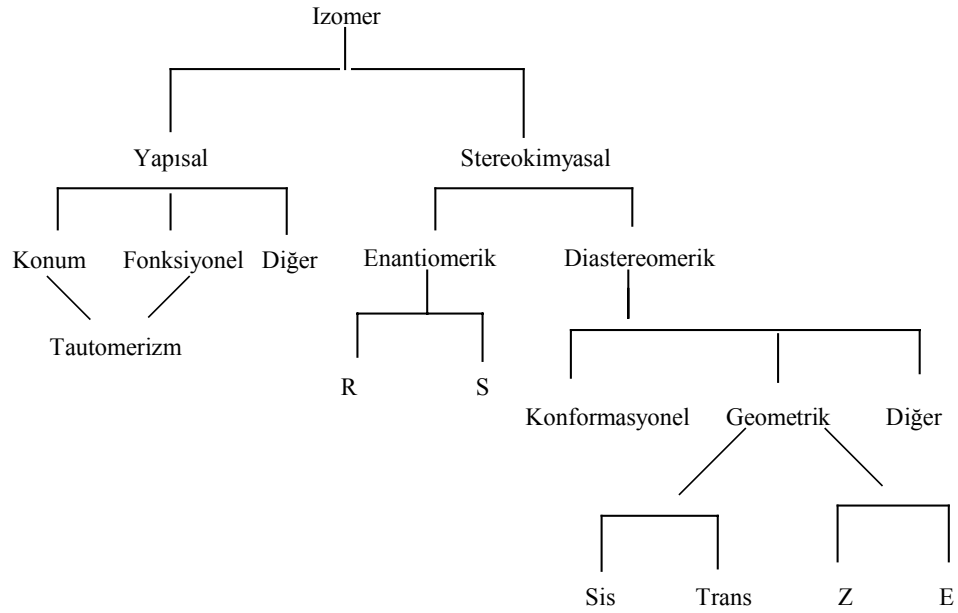 Izomer
Yapısal Stereokimyasal
Konum Fonksiyonel Diğer Enantiomerik Diastereomerik
Tautomerizm
R S
Konformasyonel Geometrik Diğer
Sis Trans Z E